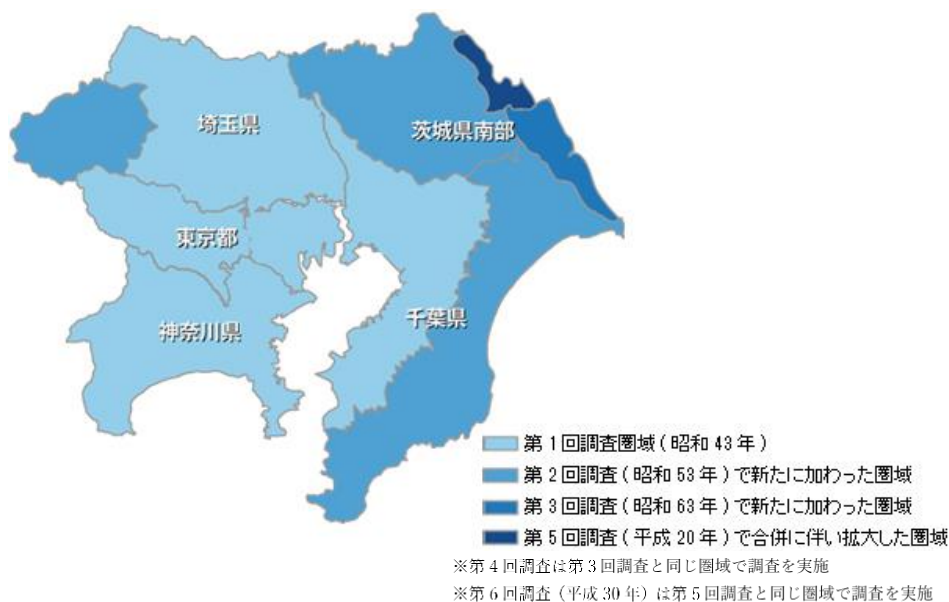 埼玉県
茨城県南部
東京都
神奈川県
千葉県
第1回調査圏域(昭和43年)
第2回調査(昭和53年)で新たに加わった圏域
第3回調査(昭和63年)で新たに加わった圏域
第5回調査(平成20年)で合併に伴い拡大した圏域
※第4回調査は第3回調査と同じ圏域で調査を実施
※第6回調査(平成30年)は第5回調査と同じ圏域で調査を実施